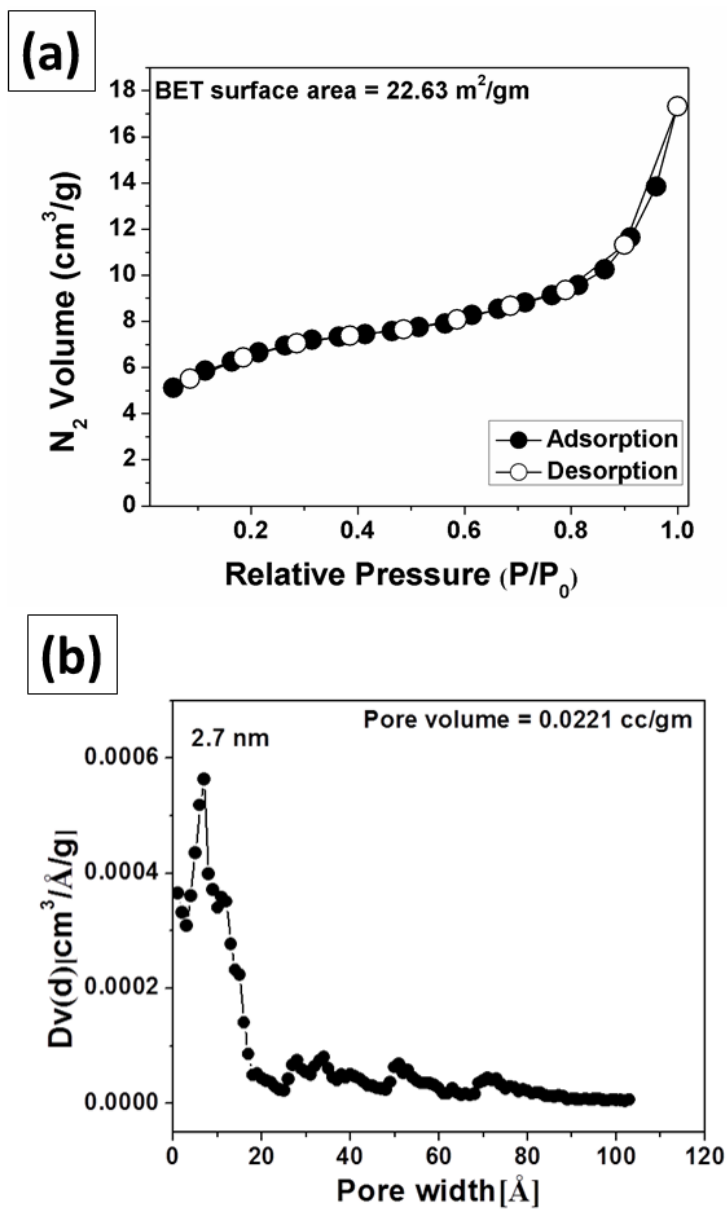 (a)
BET surface area = 22.63 m²/gm
18
16
14
12
10
8
6
4
2
0
N₂ Volume (cm³/g)
Adsorption
Desorption
0.2 0.4 0.6 0.8 1.0
Relative Pressure (P/P₀)
(b)
Pore volume = 0.0221 cc/gm
2.7 nm
0.0006
0.0004
0.0002
0.0000
Dv(d)|cm³/Å/g|
0 20 40 60 80 100 120
Pore width[Å]